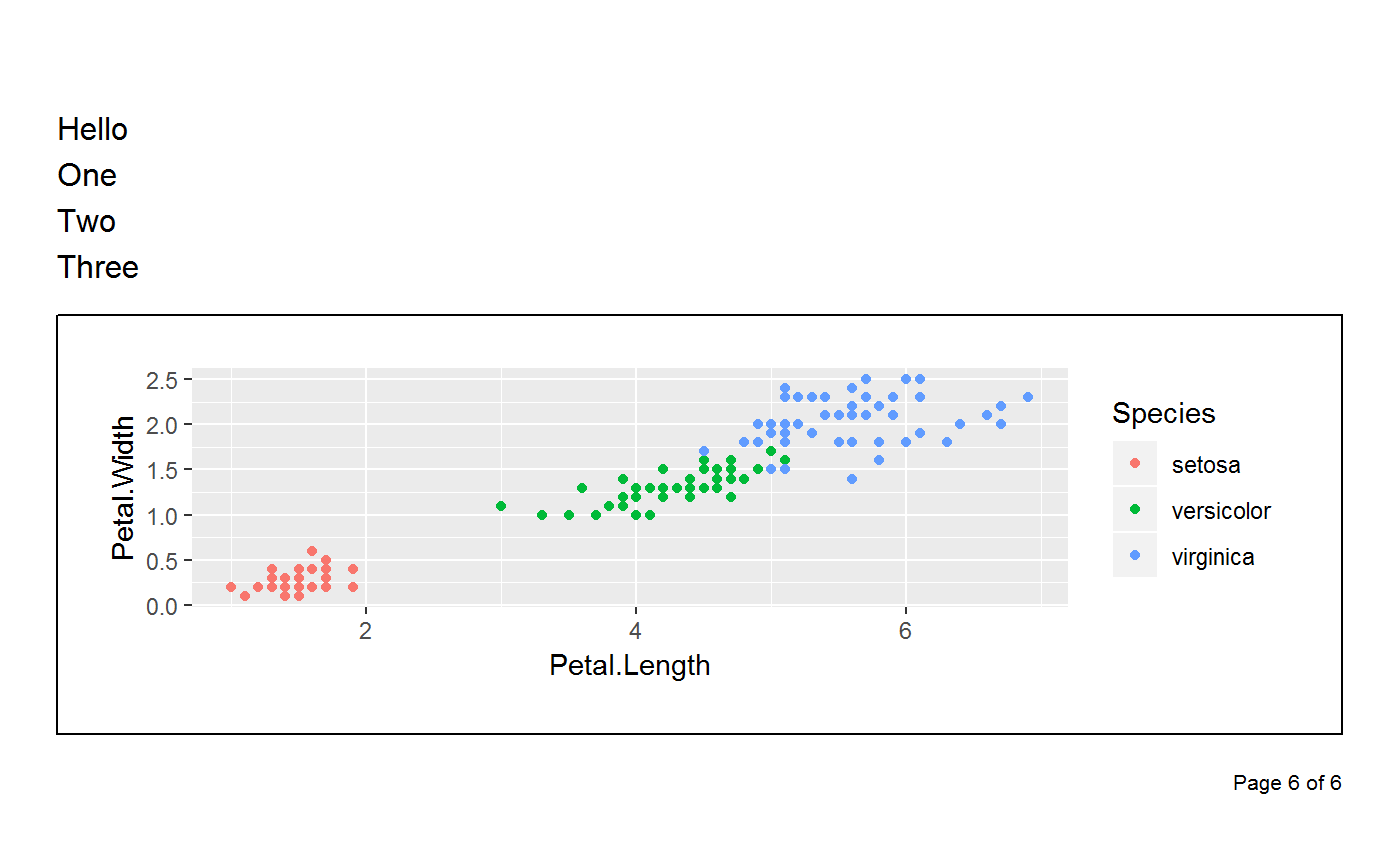 Hello
One
Two
Three
2.5
2.0
1.5
1.0
0.5
0.0
Petal.Width
2 4 6
Petal.Length
Species
setosa
versicolor
virginica
Page 6 of 6